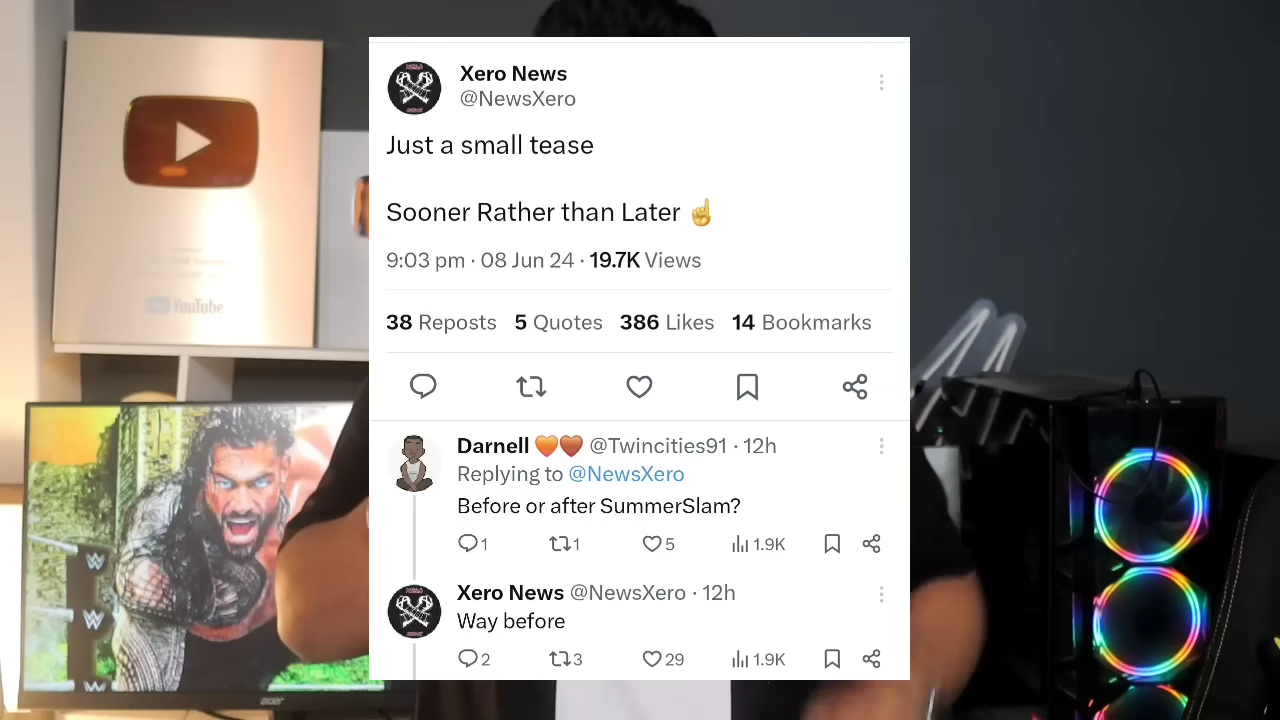 Xero News
@NewsXero
Just a small tease
Sooner Rather than Later ☝️
9:03 pm · 08 Jun 24 · 19.7K Views
38 Reposts 5 Quotes 386 Likes 14 Bookmarks
Darnell 🧡🤎 @Twincities91 · 12h
Replying to @NewsXero
Before or after SummerSlam?
1 1 5 1.9K
Xero News @NewsXero · 12h
Way before
2 3 29 1.9K
YouTube
W
W
W
acer